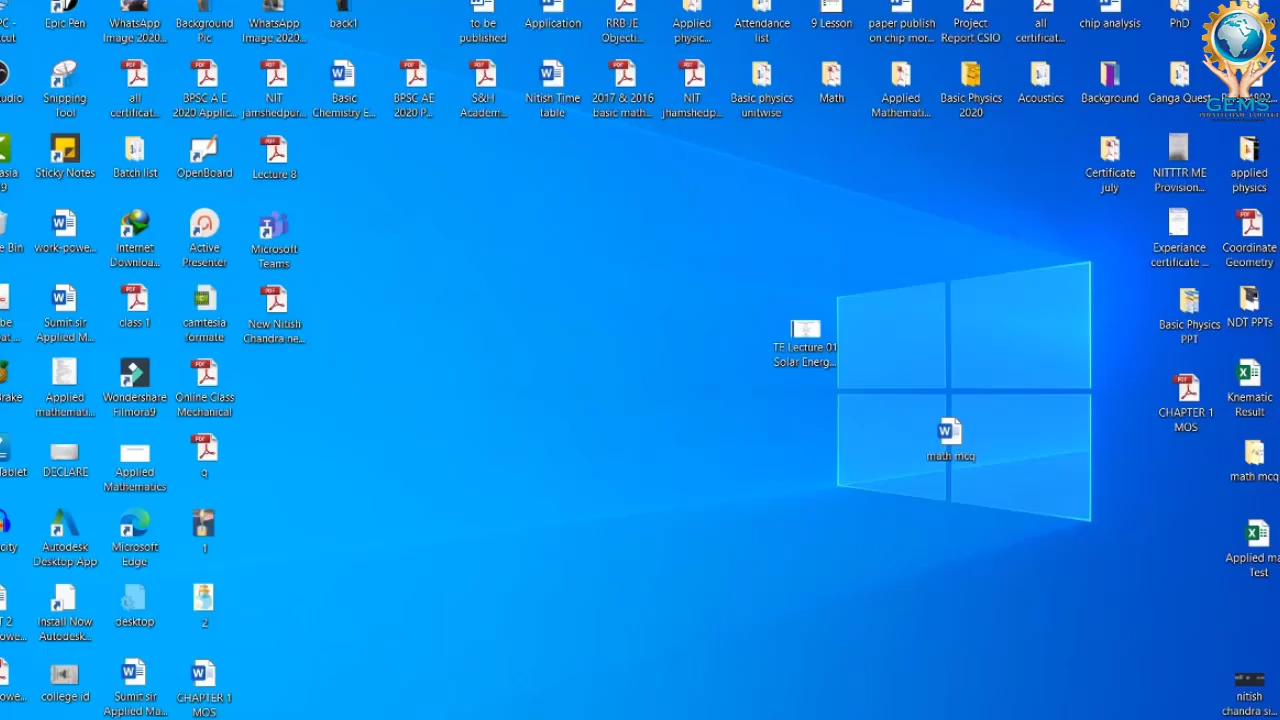 PC -
Epic Pen
WhatsApp
Background
WhatsApp
back1
to be
Application
RRB JE
Applied
Attendance
9 Lesson
paper publish
Project
all
chip analysis
PhD
cut
Image 2020...
Pic
Image 2020...
published
Objecti...
physic...
list
on chip mor...
Report CSIO
certificat...
GEMS
Snipping
Tool
all
certificat...
BPSC A E
2020 Applic...
NIT
jamshedpur...
Basic
Chemistry E...
BPSC AE
2020 P...
S&H
Academ...
Nitish Time
table
2017 & 2016
basic math...
NIT
jhamshedp...
Basic physics
unitwise
Math
Applied
Mathemati...
Basic Physics
2020
Acoustics
Background
Ganga Quest
Sticky Notes
Batch list
OpenBoard
Lecture 8
Certificate
july
NITTTR ME
Provision...
applied
physics
e Bin
work-powe...
Internet
Downloa...
Active
Presenter
Microsoft
Teams
Experiance
certificate ...
Coordinate
Geometry
Sumit sir
Applied M...
class 1
camtesia
formate
New Nitish
Chandra ne...
TE Lecture 01
Solar Energ...
Basic Physics
PPT
NDT PPTs
Applied
mathemati...
Wondershare
Filmora9
Online Class
Mechanical
CHAPTER 1
MOS
Knematic
Result
Tablet
DECLARE
Applied
Mathematics
q
math mcq
math mcq
Autodesk
Desktop App
Microsoft
Edge
1
Applied ma
Test
Install Now
Autodesk...
desktop
2
college id
Sumit sir
Applied Ma...
CHAPTER 1
MOS
nitish
chandra si...